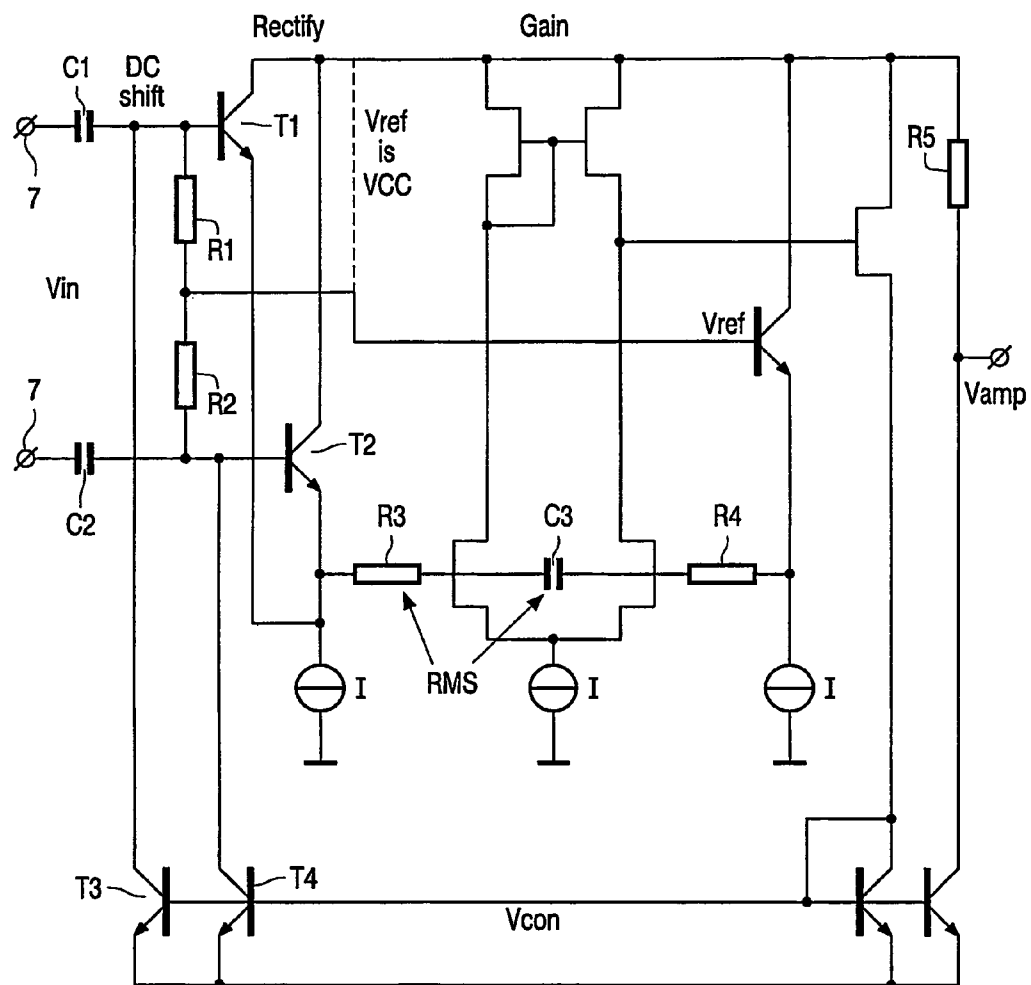 Rectify
Gain
C1
DC
shift
T1
Vref
is
VCC
R5
7
R1
Vin
Vref
R2
Vamp
7
T2
C2
R3
C3
R4
RMS
I
I
I
T3
T4
Vcon